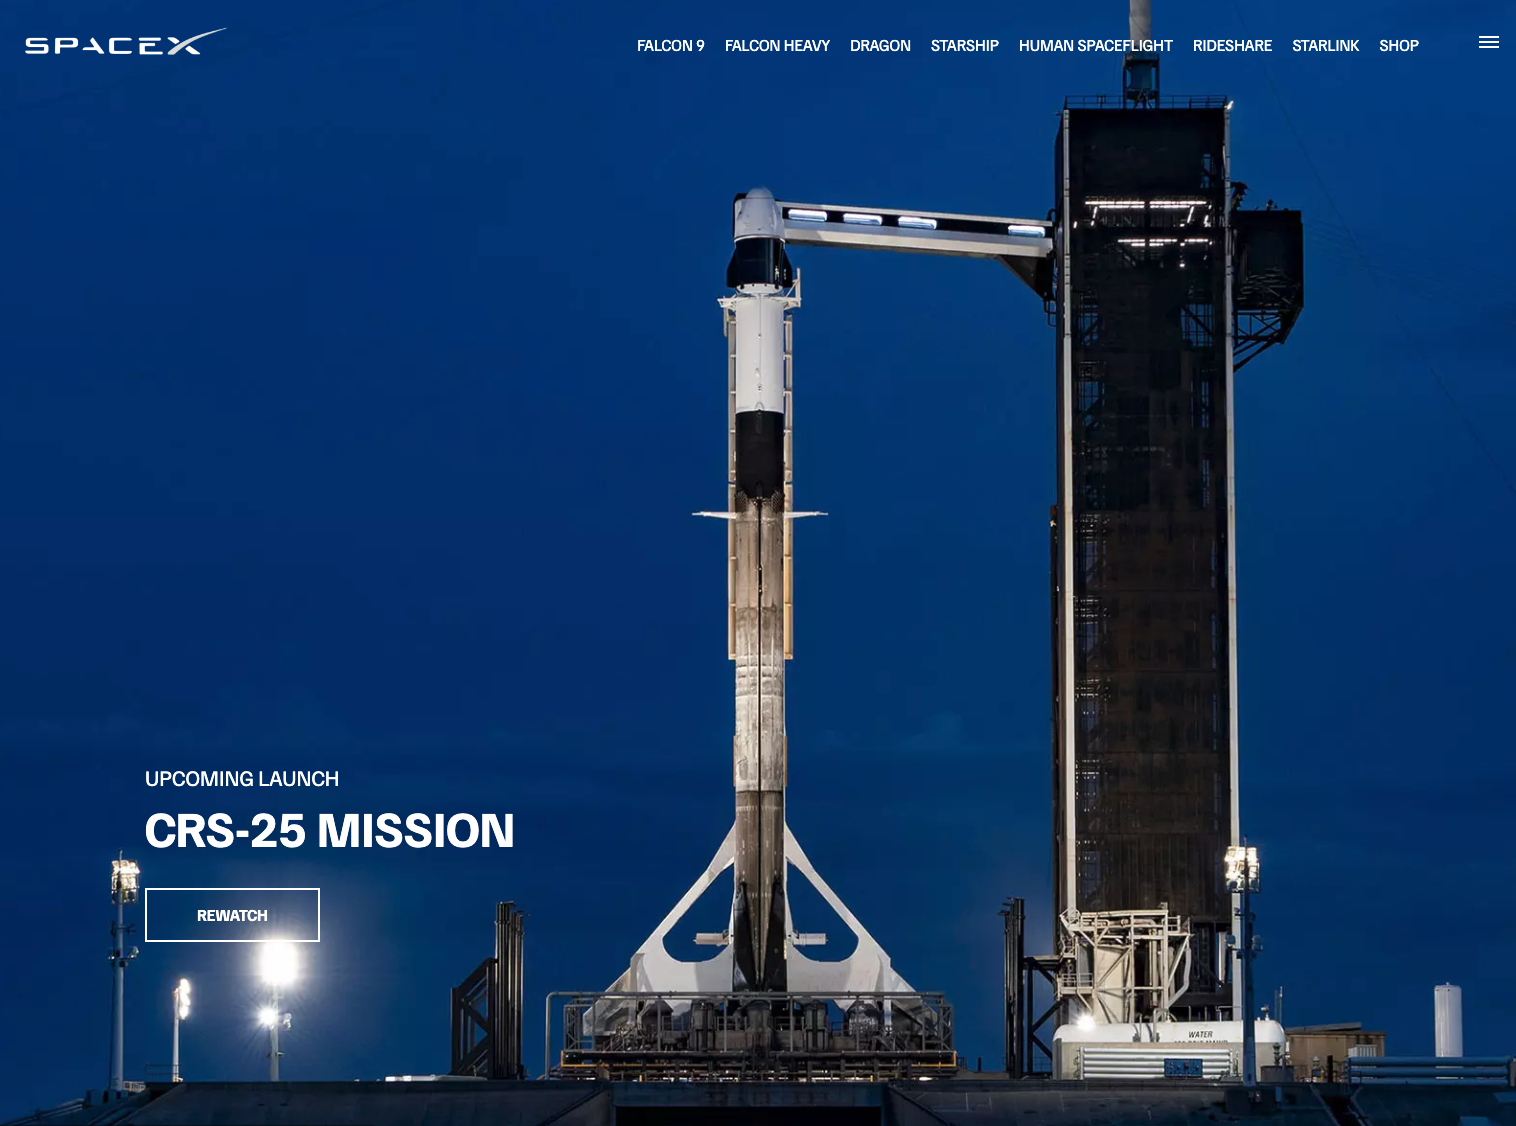 SPACEX
FALCON 9 FALCON HEAVY DRAGON STARSHIP HUMAN SPACEFLIGHT RIDESHARE STARLINK SHOP
UPCOMING LAUNCH
CRS-25 MISSION
REWATCH
WATER